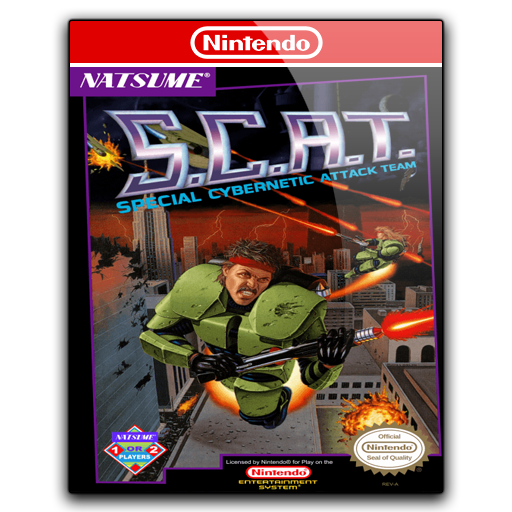 Nintendo
NATSUME®
S.C.A.T.
SPECIAL CYBERNETIC ATTACK TEAM
NATSUME
1 OR 2
PLAYERS
Licensed by Nintendo® for Play on the
Nintendo
ENTERTAINMENT
SYSTEM®
Official
Nintendo
Seal of Quality
REV-A